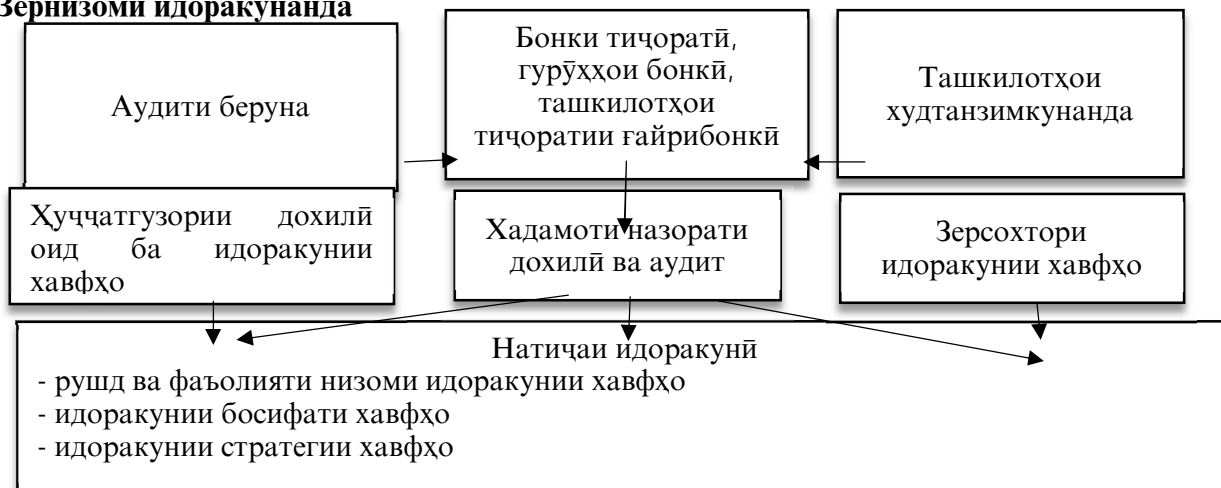 Зернизоми идоракунанда
Аудити беруна
Бонки тиҷоратӣ,
гурӯҳҳои бонкӣ,
ташкилотҳои
тиҷоратии ғайрибонкӣ
Ташкилотҳои
худтанзимкунанда
Ҳуҷҷатгузории дохилӣ
оид ба идоракунии
хавфҳо
Хадамоти назорати
дохилӣ ва аудит
Зерсохтори
идоракунии хавфҳо
Натиҷаи идоракунӣ
- рушд ва фаъолияти низоми идоракунии хавфҳо
- идоракунии босифати хавфҳо
- идоракунии стратегии хавфҳо